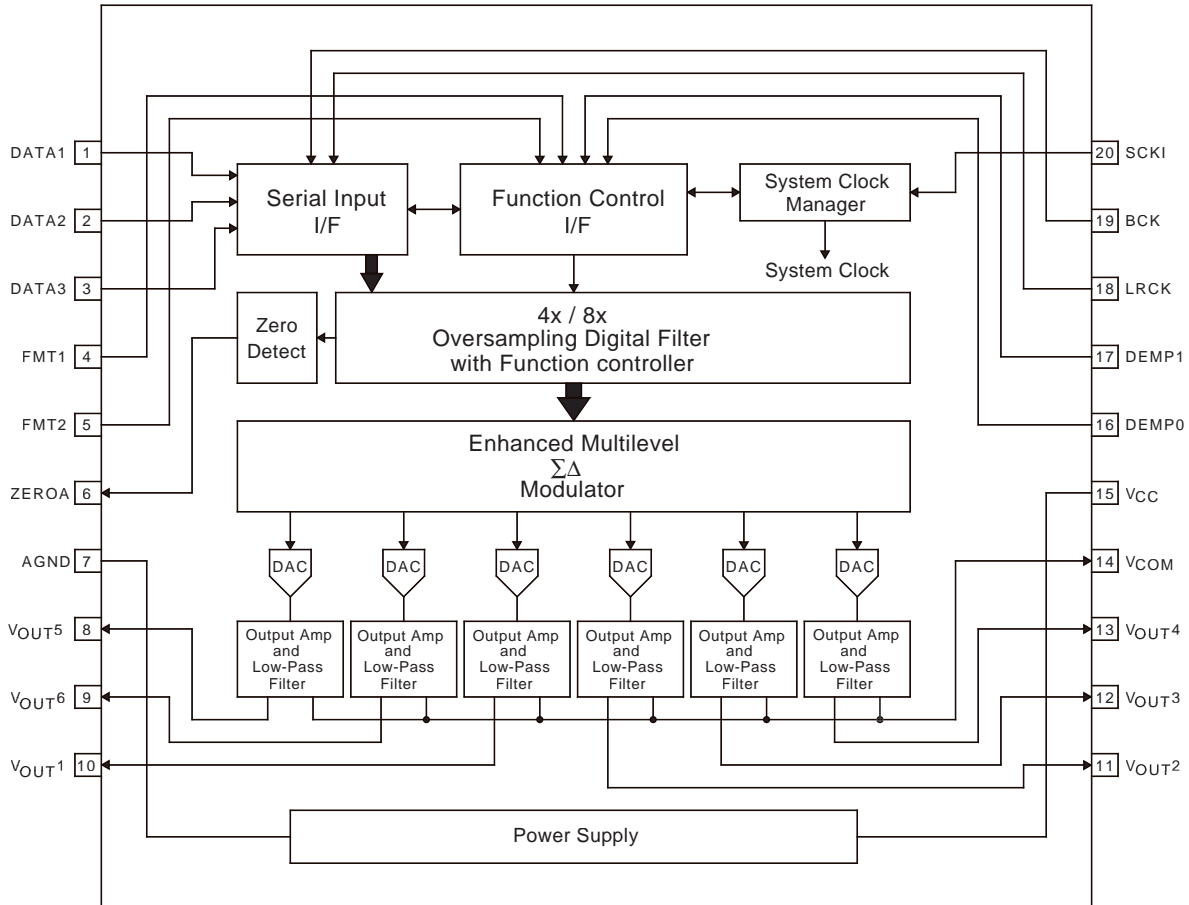 DATA1 1
DATA2 2
DATA3 3
FMT1 4
FMT2 5
ZEROA 6
AGND 7
VOUT5 8
VOUT6 9
VOUT1 10
Serial Input
I/F
Function Control
I/F
System Clock
Manager
System Clock
Zero
Detect
4x / 8x
Oversampling Digital Filter
with Function controller
Enhanced Multilevel
ΣΔ
Modulator
DAC
DAC
DAC
DAC
DAC
DAC
Output Amp
and
Low-Pass
Filter
Output Amp
and
Low-Pass
Filter
Output Amp
and
Low-Pass
Filter
Output Amp
and
Low-Pass
Filter
Output Amp
and
Low-Pass
Filter
Output Amp
and
Low-Pass
Filter
Power Supply
20 SCKI
19 BCK
18 LRCK
17 DEMP1
16 DEMP0
15 VCC
14 VCOM
13 VOUT4
12 VOUT3
11 VOUT2